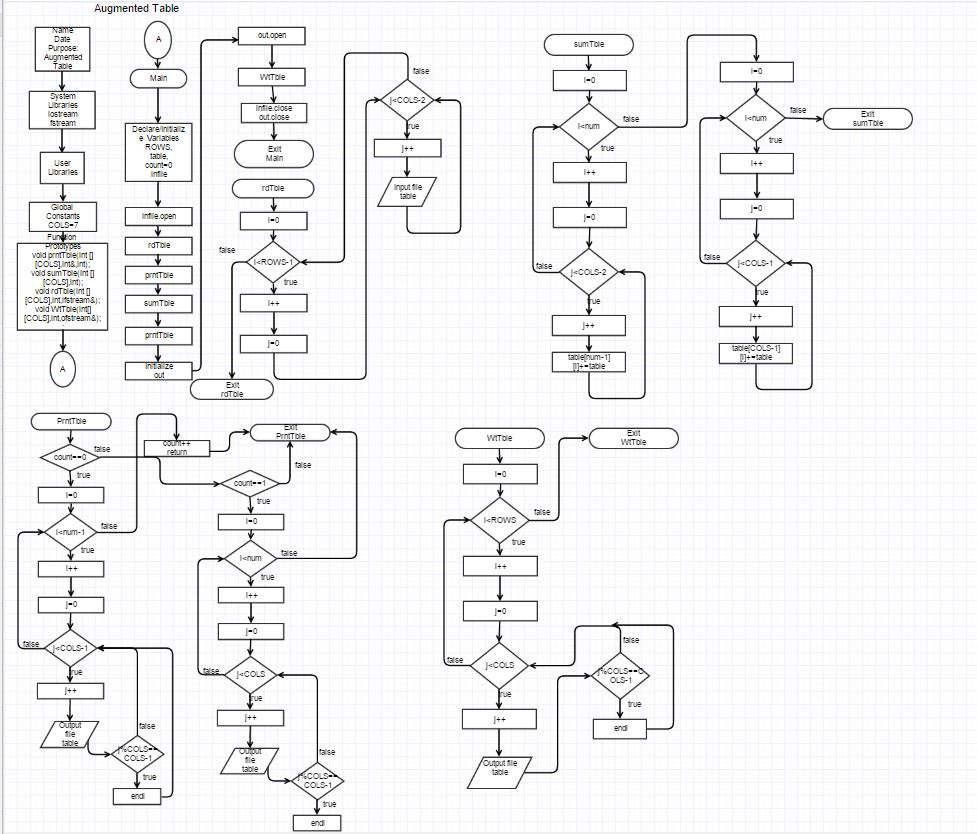 Augmented Table
Name
Date
Purpose:
Augmented
Table
System
Libraries
iostream
fstream
User
Libraries
Global
Constants
COLS=7
Function
Prototypes
void prntTble(int []
[COLS],int&,int);
void sumTble(int []
[COLS],int);
void rdTble(int []
[COLS],int,ifstream&);
void WtTble(int[]
[COLS],int,ofstream&);
A
A
Main
Declare/Initializ
e Variables
ROWS,
table,
count=0
infile
infile.open
rdTble
prntTble
sumTble
prntTble
initialize
out
out.open
WtTble
infile.close
out.close
Exit
Main
rdTble
i=0
i<ROWS-1
false
true
i++
j=0
Exit
rdTble
j<COLS-2
false
true
j++
Input file
table
sumTble
i=0
i<num
false
true
i++
j=0
j<COLS-2
false
true
j++
table[num-1]
[j]+=table
i=0
i<num
false
true
Exit
sumTble
i++
j=0
j<COLS-1
false
true
j++
table[COLS-1]
[i]+=table
PrntTble
count==0
false
true
i=0
i<num-1
false
true
i++
j=0
j<COLS-1
false
true
j++
Output
file
table
j%COLS==
COLS-1
false
true
endl
count++
return
Exit
PrntTble
count==1
false
true
i=0
i<num
false
true
i++
j=0
j<COLS
false
true
j++
Output
file
table
j%COLS==
COLS-1
false
true
endl
WtTble
Exit
WtTble
i=0
i<ROWS
false
true
i++
j=0
j<COLS
false
true
j++
Output file
table
j%COLS==C
OLS-1
false
true
endl